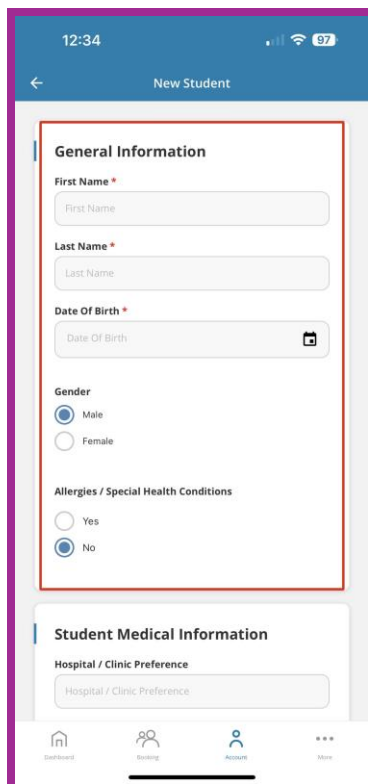 12:34
97
New Student
General Information
First Name *
First Name
Last Name *
Last Name
Date Of Birth *
Date Of Birth
Gender
Male
Female
Allergies / Special Health Conditions
Yes
No
Student Medical Information
Hospital / Clinic Preference
Hospital / Clinic Preference
Dashboard Booking Account More